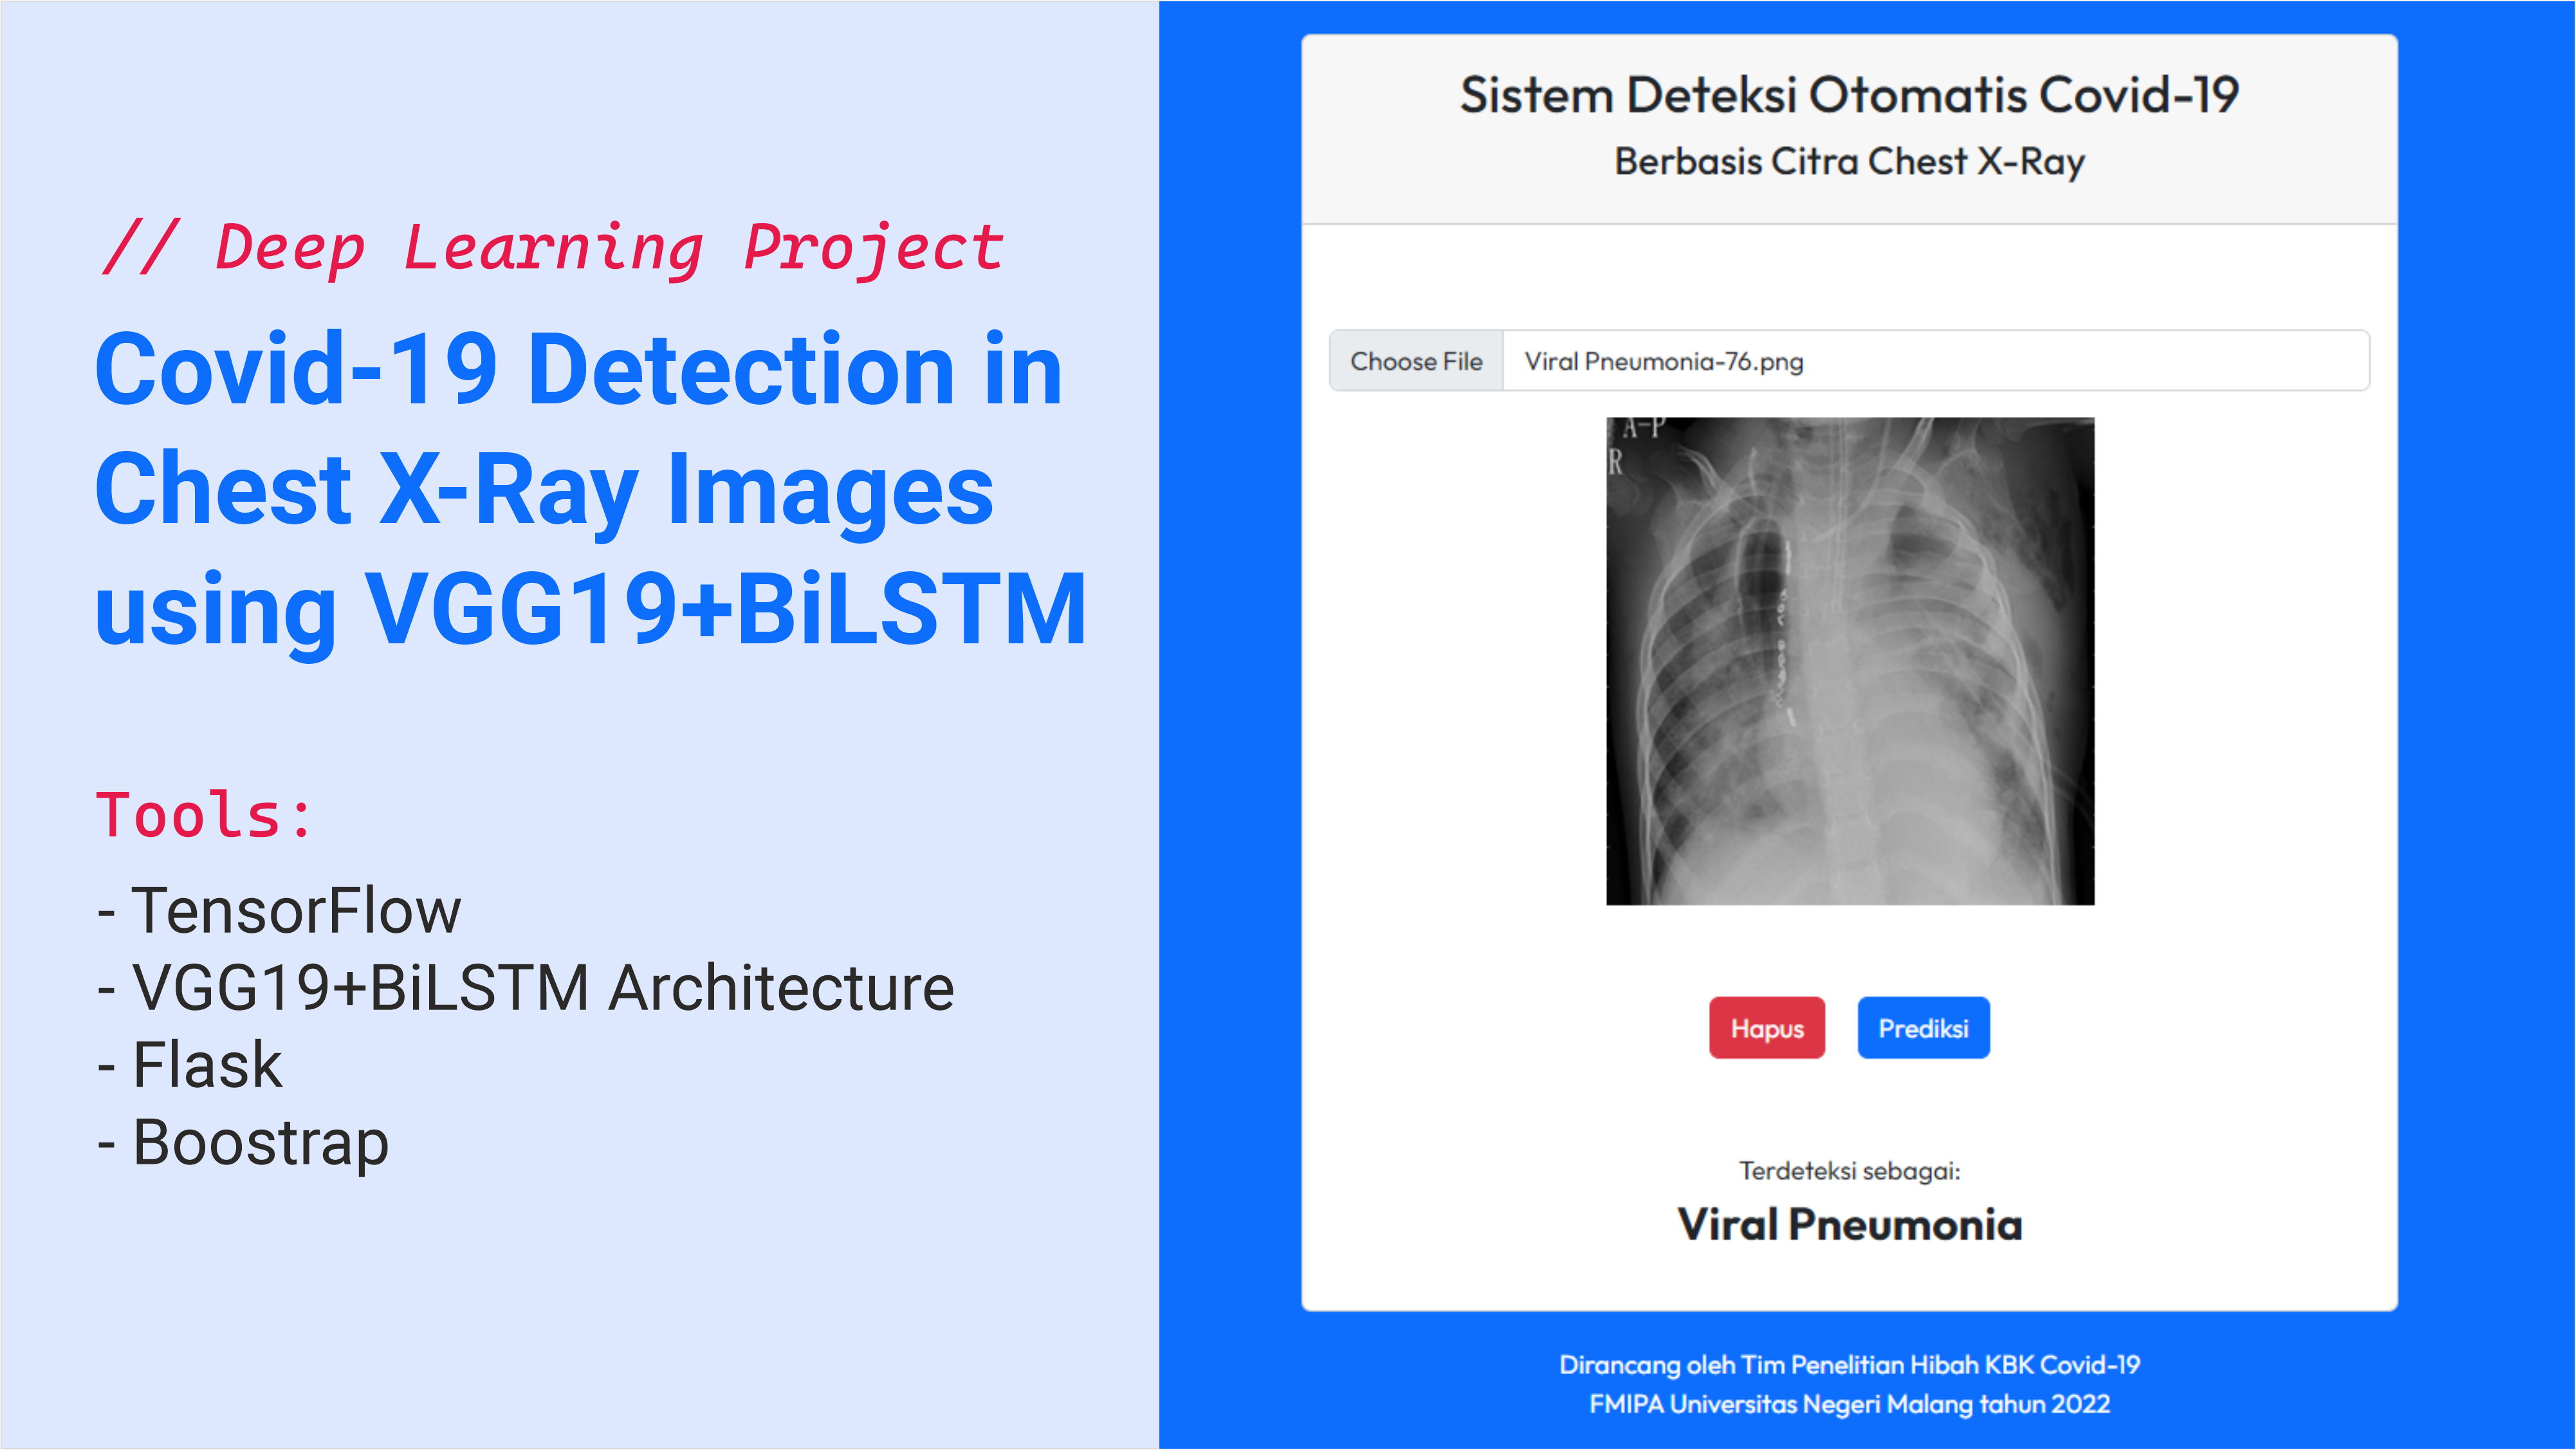 // Deep Learning Project
Covid-19 Detection in
Chest X-Ray Images
using VGG19+BiLSTM
Tools:
- TensorFlow
- VGG19+BiLSTM Architecture
- Flask
- Boostrap
Sistem Deteksi Otomatis Covid-19
Berbasis Citra Chest X-Ray
Choose File Viral Pneumonia-76.png
A-P
R
Hapus Prediksi
Terdeteksi sebagai:
Viral Pneumonia
Dirancang oleh Tim Penelitian Hibah KBK Covid-19
FMIPA Universitas Negeri Malang tahun 2022